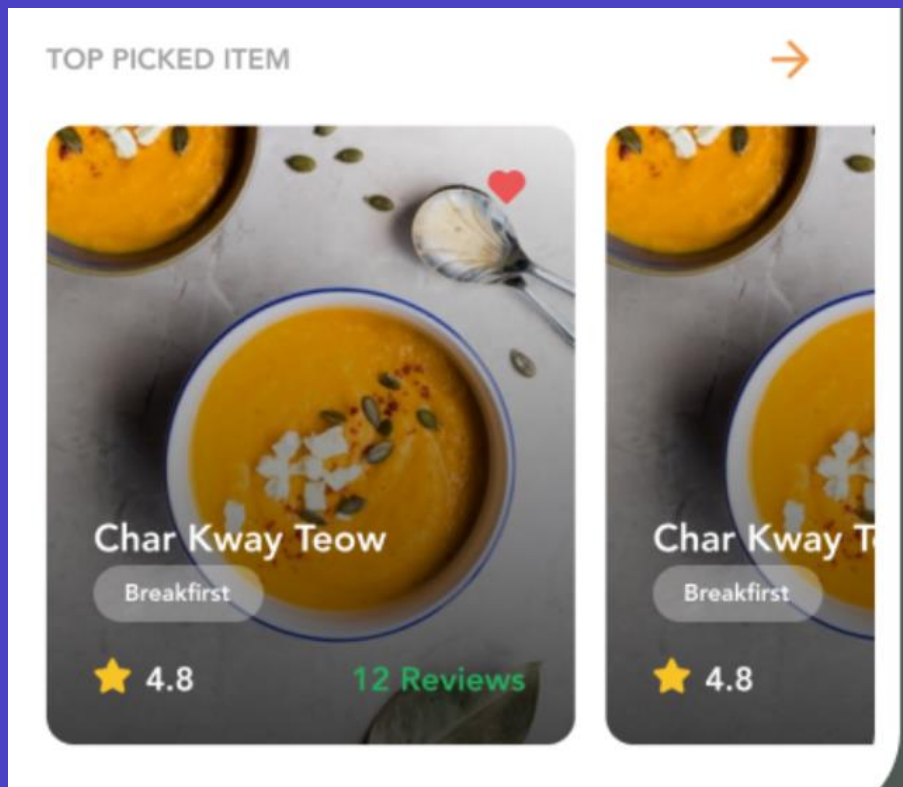 TOP PICKED ITEM
Char Kway Teow
Breakfirst
4.8
12 Reviews
Char Kway T
Breakfirst
4.8